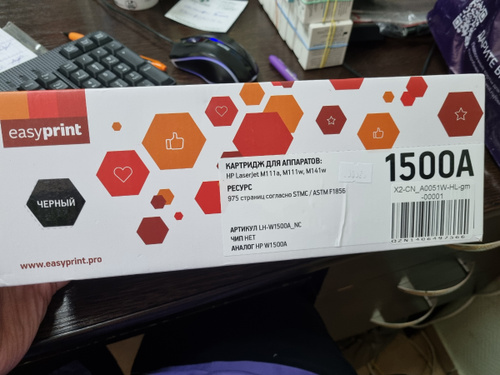 easyprint
ЧЕРНЫЙ
www.easyprint.pro
КАРТРИДЖ ДЛЯ АППАРАТОВ:
HP LaserJet M111a, M111w, M141w
РЕСУРС
975 страниц согласно STMC / ASTM F1856
АРТИКУЛ LH-W1500A_NC
ЧИП НЕТ
АНАЛОГ HP W1500A
1500A
X2-CN_A0051W-HL-gm
-00001